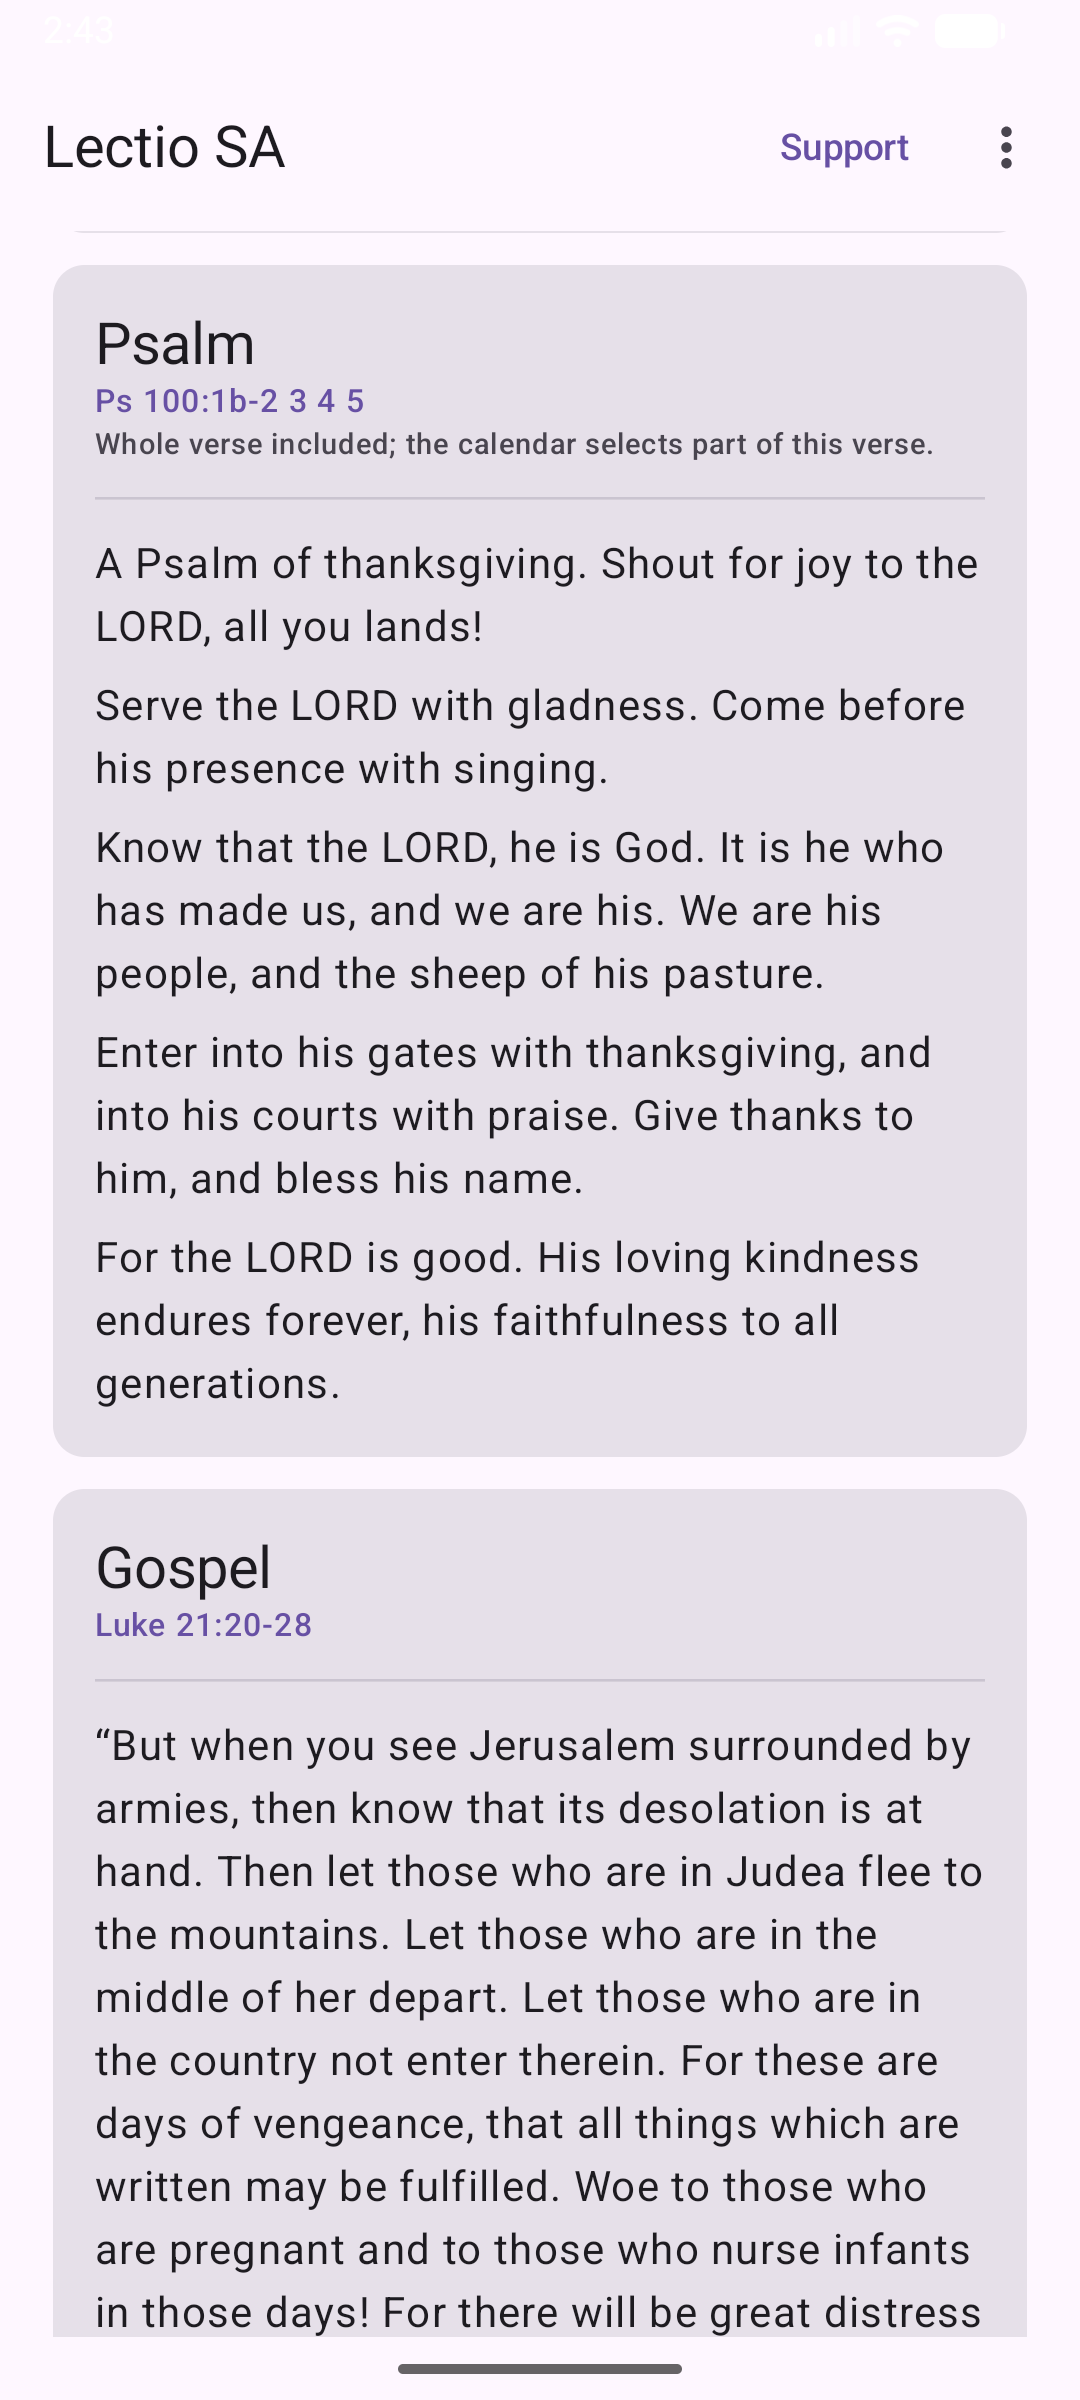 2:43
Lectio SA
Support
Psalm
Ps 100:1b-2 3 4 5
Whole verse included; the calendar selects part of this verse.
A Psalm of thanksgiving. Shout for joy to the
LORD, all you lands!
Serve the LORD with gladness. Come before
his presence with singing.
Know that the LORD, he is God. It is he who
has made us, and we are his. We are his
people, and the sheep of his pasture.
Enter into his gates with thanksgiving, and
into his courts with praise. Give thanks to
him, and bless his name.
For the LORD is good. His loving kindness
endures forever, his faithfulness to all
generations.
Gospel
Luke 21:20-28
“But when you see Jerusalem surrounded by
armies, then know that its desolation is at
hand. Then let those who are in Judea flee to
the mountains. Let those who are in the
middle of her depart. Let those who are in
the country not enter therein. For these are
days of vengeance, that all things which are
written may be fulfilled. Woe to those who
are pregnant and to those who nurse infants
in those days! For there will be great distress